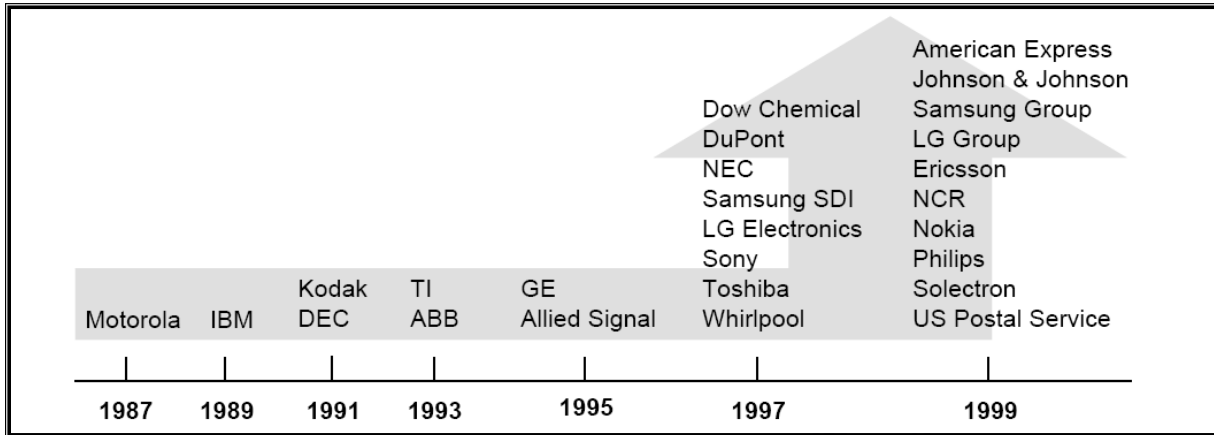 American Express
Johnson & Johnson
Dow Chemical Samsung Group
DuPont LG Group
NEC Ericsson
Samsung SDI NCR
LG Electronics Nokia
Sony Philips
Kodak TI GE Toshiba Solectron
Motorola IBM DEC ABB Allied Signal Whirlpool US Postal Service
1987 1989 1991 1993 1995 1997 1999